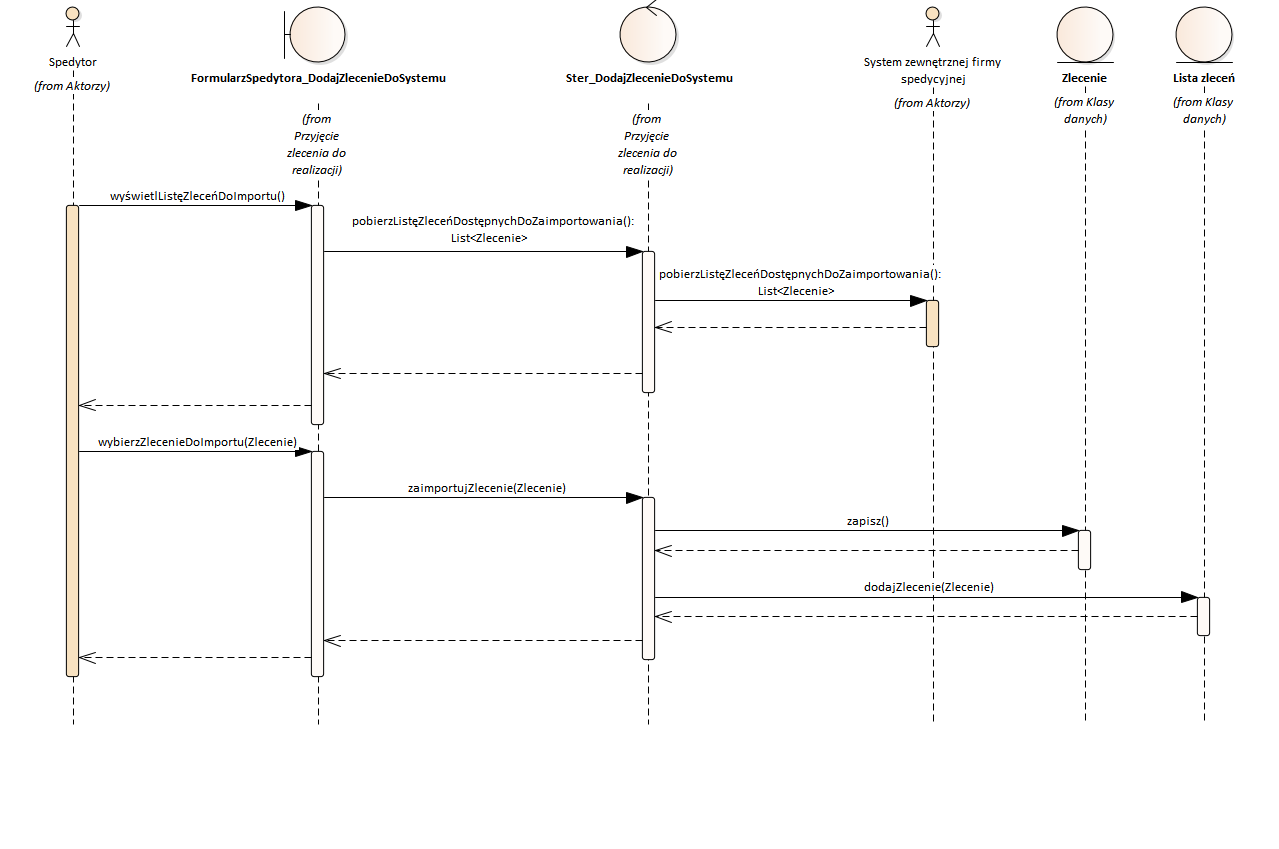 Spedytor
(from Aktorzy)
FormularzSpedytora_DodajZlecenieDoSystemu
(from
Przyjęcie
zlecenia do
realizacji)
Ster_DodajZlecenieDoSystemu
(from
Przyjęcie
zlecenia do
realizacji)
System zewnętrznej firmy
spedycyjnej
(from Aktorzy)
Zlecenie
(from Klasy
danych)
Lista zleceń
(from Klasy
danych)
wyświetlListęZleceńDoImportu()
pobierzListęZleceńDostępnychDoZaimportowania():
List<Zlecenie>
pobierzListęZleceńDostępnychDoZaimportowania():
List<Zlecenie>
wybierzZlecenieDoImportu(Zlecenie)
zaimportujZlecenie(Zlecenie)
zapisz()
dodajZlecenie(Zlecenie)